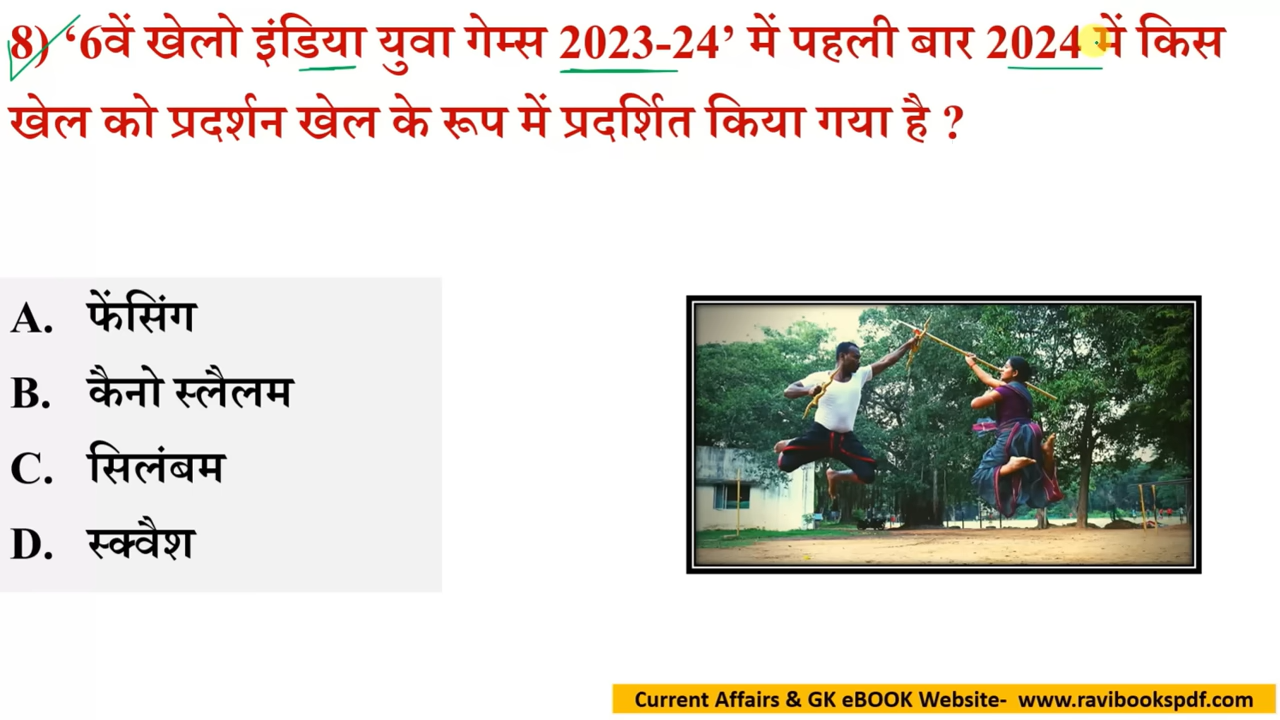 8) ‘6वें खेलो इंडिया युवा गेम्स 2023-24’ में पहली बार 2024 में किस
खेल को प्रदर्शन खेल के रूप में प्रदर्शित किया गया है ?
A. फेंसिंग
B. कैनो स्लैलम
C. सिलंबम
D. स्क्वैश
Current Affairs & GK eBOOK Website- www.ravibookspdf.com